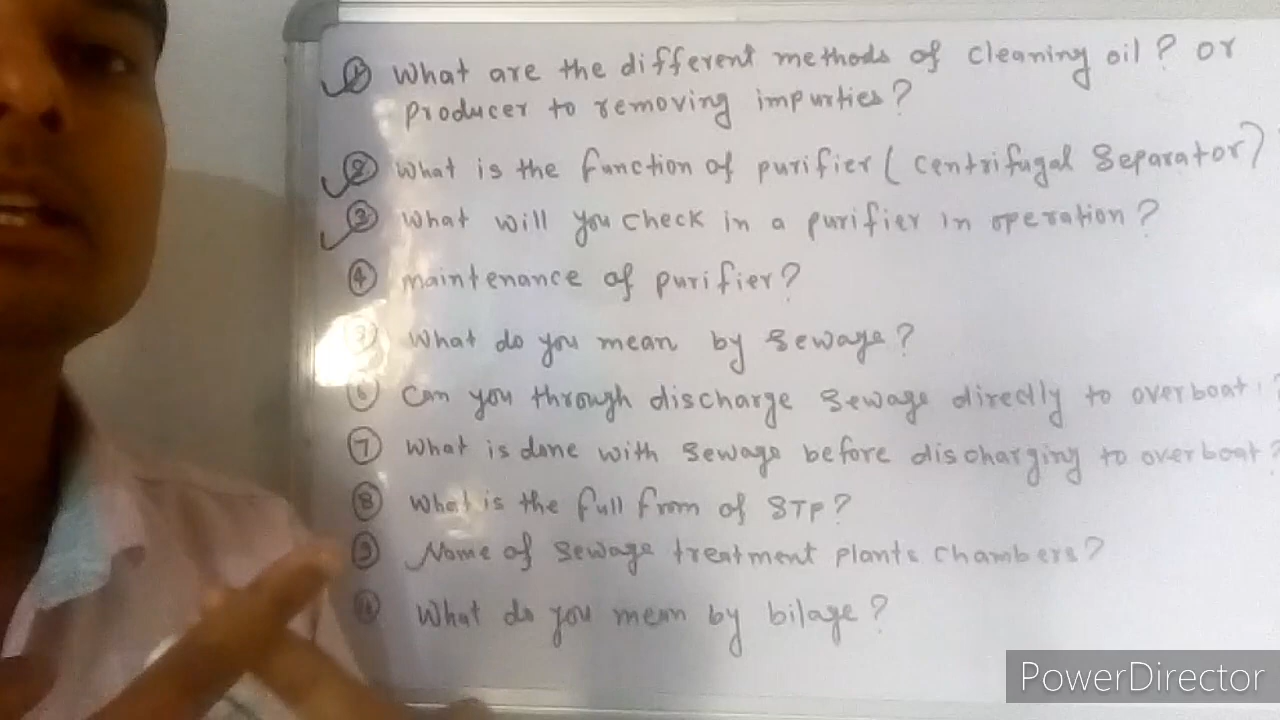 ① What are the different methods of cleaning oil? or
Producer to removing impurties?
② What is the function of purifier (centrifugal Separator)
③ What will you check in a purifier in operation?
④ maintenance of purifier?
⑤ What do you mean by sewage?
⑥ Can you through discharge sewage directly to overboat?
⑦ What is done with sewage before discharging to overboat?
⑧ What is the full from of STP?
⑨ Name of sewage treatment plants chambers?
⑩ What do you mean by bilage?
PowerDirector